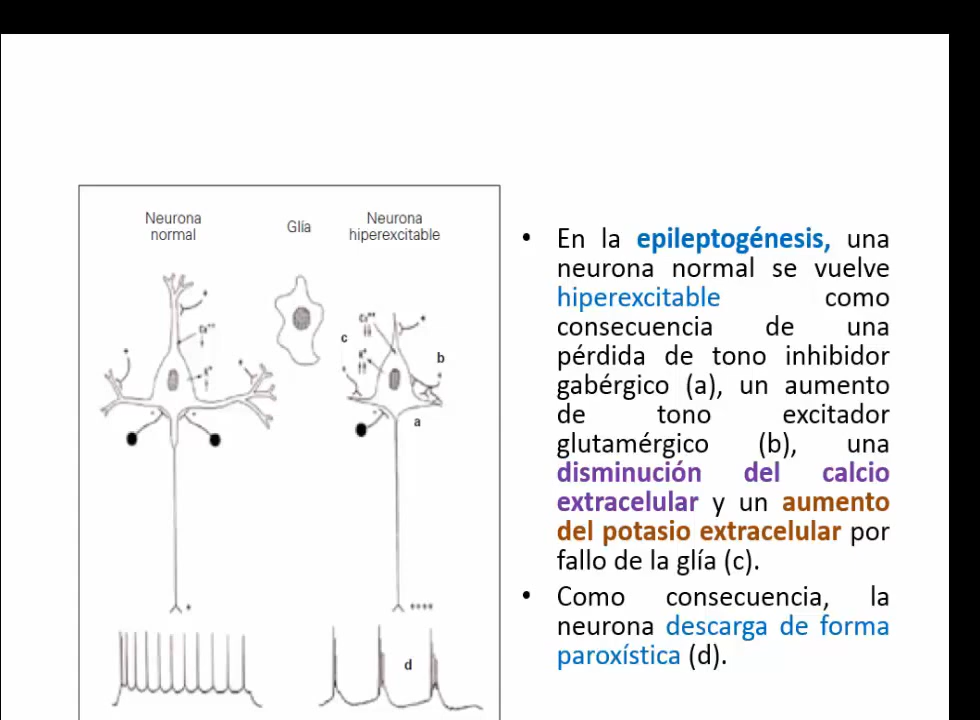 Neurona
normal
Glía
Neurona
hiperexcitable
Ca++
K+
Ca++
K+
c
b
a
d
+
++++
• En la epileptogénesis, una
neurona normal se vuelve
hiperexcitable como
consecuencia de una
pérdida de tono inhibidor
gabérgico (a), un aumento
de tono excitador
glutamérgico (b), una
disminución del calcio
extracelular y un aumento
del potasio extracelular por
fallo de la glía (c).
• Como consecuencia, la
neurona descarga de forma
paroxística (d).